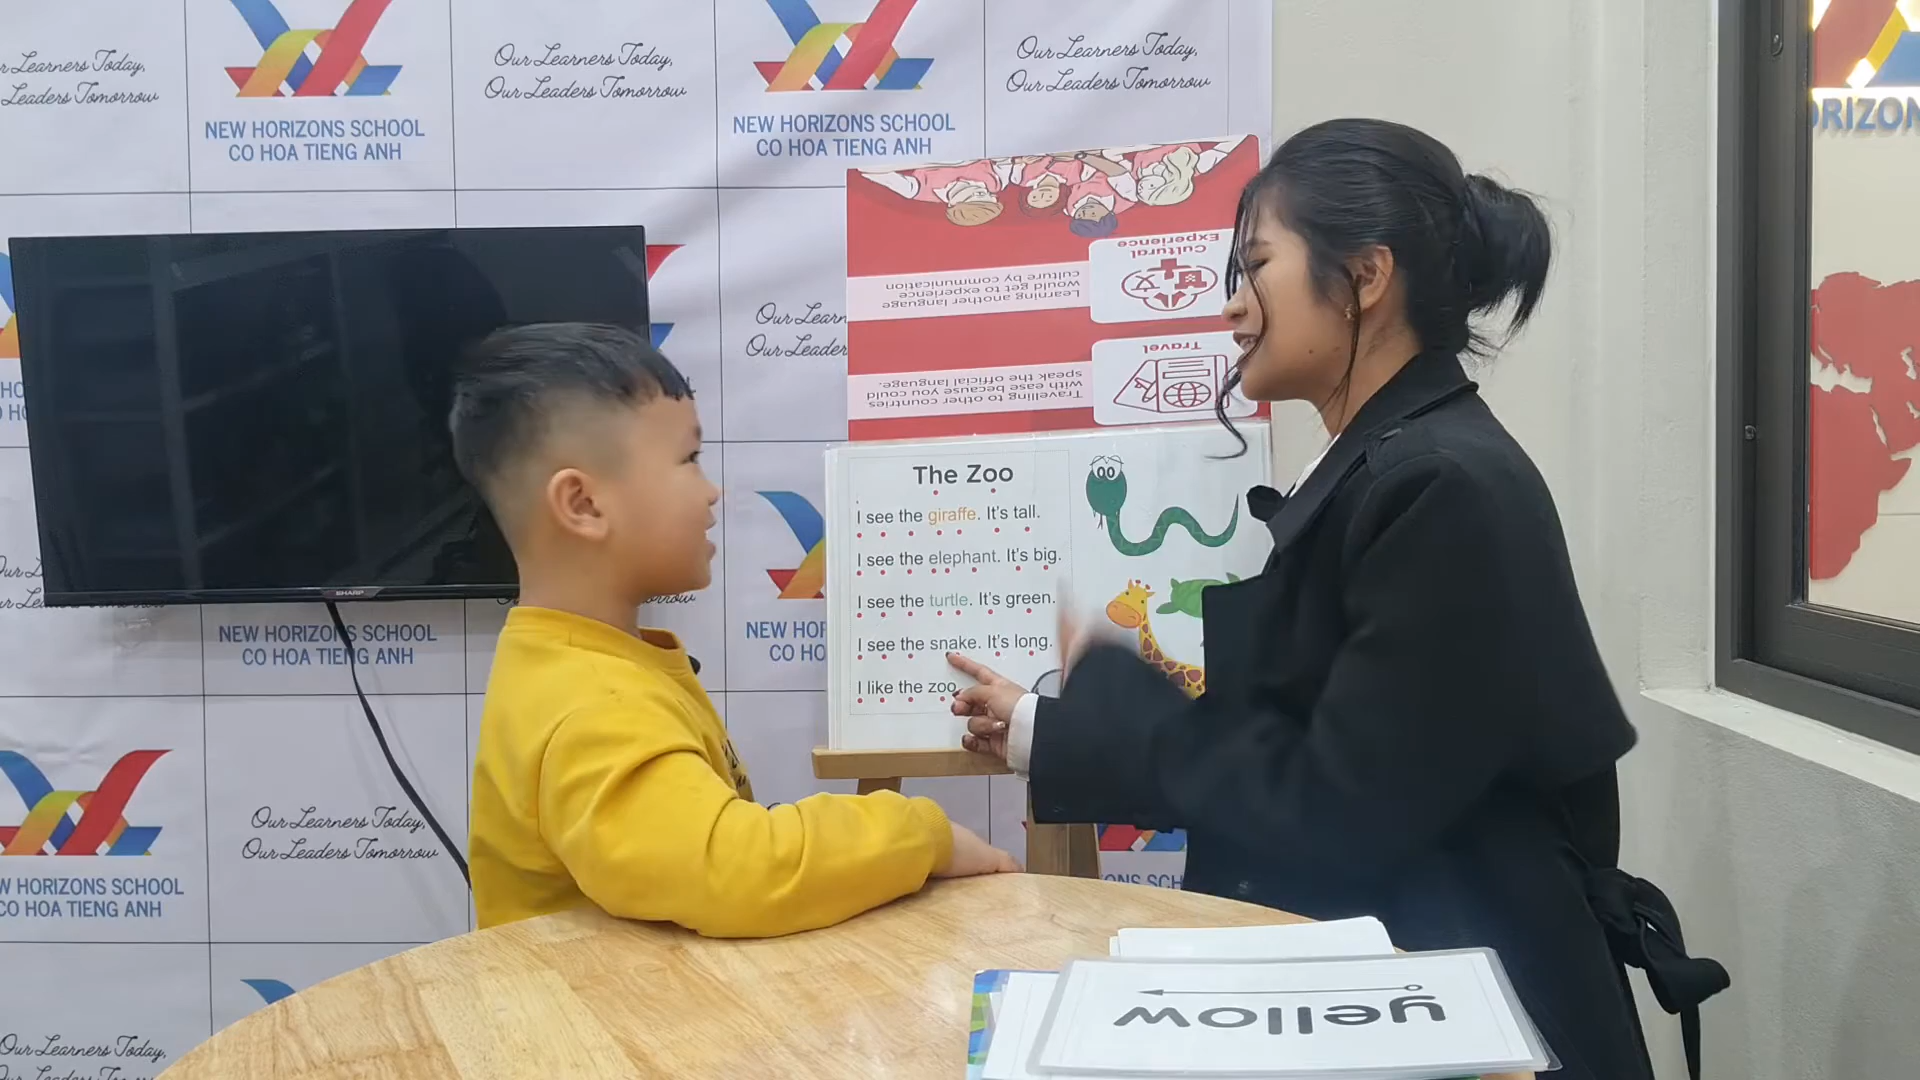 Our Learners Today,
Our Leaders Tomorrow
NEW HORIZONS SCHOOL
CO HOA TIENG ANH
Our Learners Today,
Our Leaders Tomorrow
NEW HORIZONS SCHOOL
CO HOA TIENG ANH
Our Learners Today,
Our Leaders Tomorrow
Cultural
Experience
Learning another language
would get to experience
culture by communication
Travel
Travelling to other countries
with ease because you could
speak the official language.
SHARP
The Zoo
I see the giraffe. It's tall.
I see the elephant. It's big.
I see the turtle. It's green.
I see the snake. It's long.
I like the zoo
NEW HORIZONS SCHOOL
CO HOA TIENG ANH
Our Learners Today,
Our Leaders Tomorrow
HORIZONS SCHOOL
CO HOA TIENG ANH
Our Learners Today,
yellow